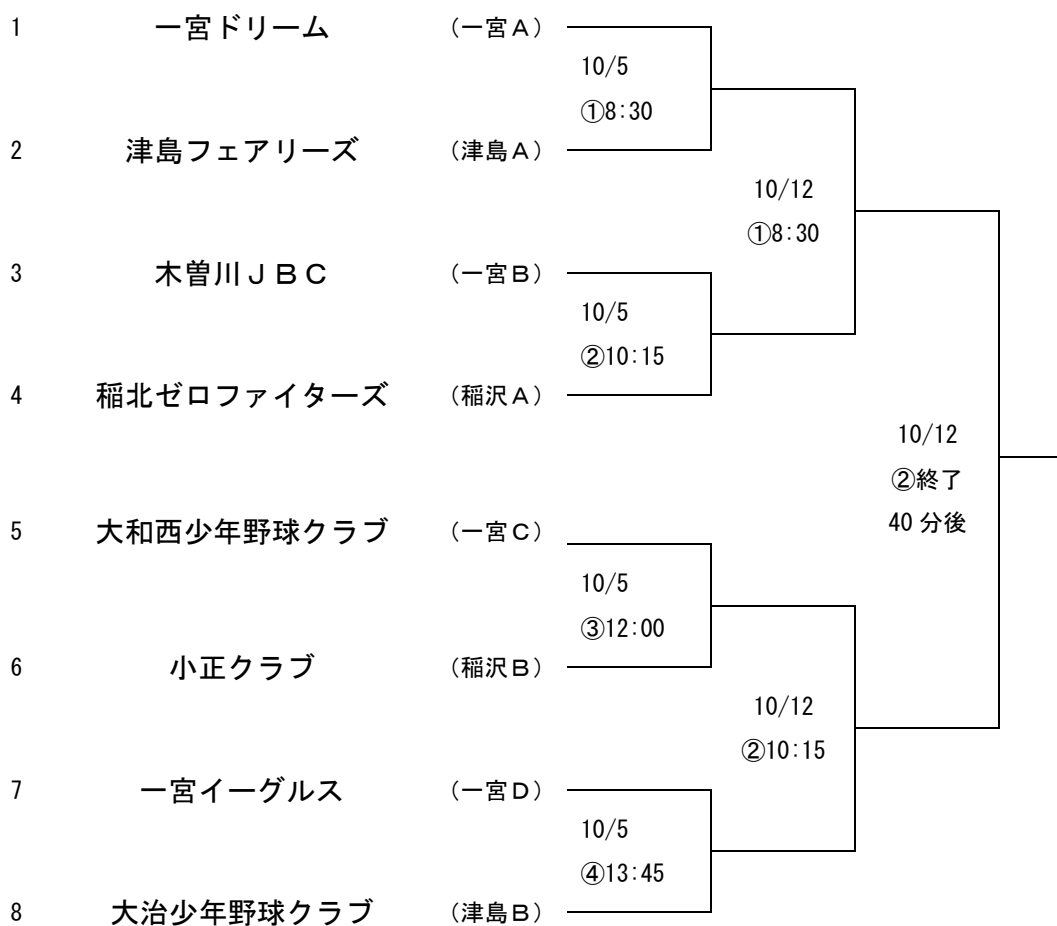 1 一宮ドリーム （一宮Ａ）
10/5
①8:30
2 津島フェアリーズ （津島Ａ）
10/12
①8:30
3 木曽川ＪＢＣ （一宮Ｂ）
10/5
②10:15
4 稲北ゼロファイターズ （稲沢Ａ）
10/12
②終了
40 分後
5 大和西少年野球クラブ （一宮Ｃ）
10/5
③12:00
6 小正クラブ （稲沢Ｂ）
10/12
②10:15
7 一宮イーグルス （一宮Ｄ）
10/5
④13:45
8 大治少年野球クラブ （津島Ｂ）